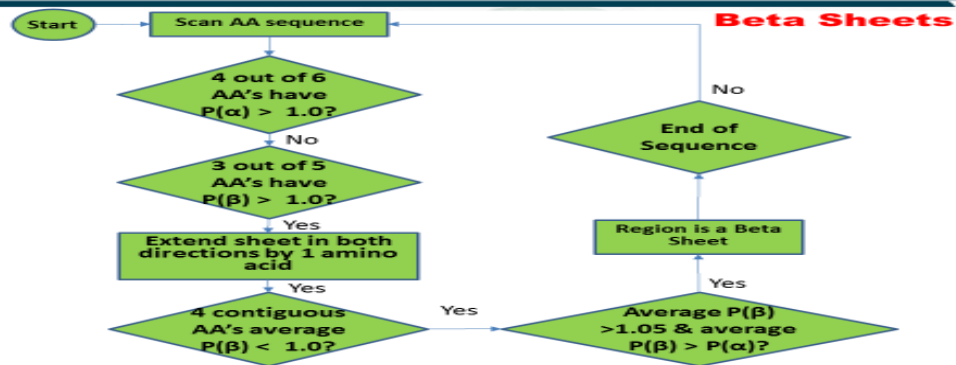 Beta Sheets
Start
Scan AA sequence
4 out of 6
AA's have
P(α) > 1.0?
No
3 out of 5
AA's have
P(β) > 1.0?
Yes
Extend sheet in both
directions by 1 amino
acid
Yes
4 contiguous
AA's average
P(β) < 1.0?
Yes
Average P(β)
>1.05 & average
P(β) > P(α)?
Yes
Region is a Beta
Sheet
End of
Sequence
No